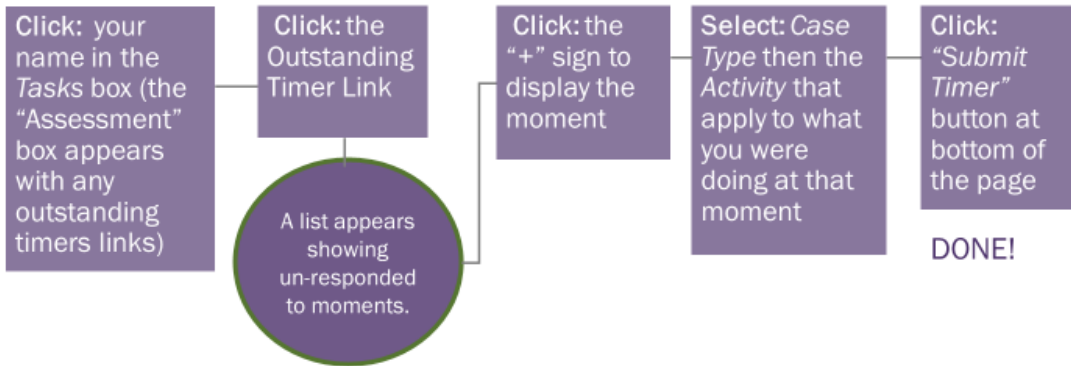 Click: your
name in the
Tasks box (the
“Assessment”
box appears
with any
outstanding
timers links)
Click: the
Outstanding
Timer Link
A list appears
showing
un-responded
to moments.
Click: the
“+” sign to
display the
moment
Select: Case
Type then the
Activity that
apply to what
you were
doing at that
moment
Click:
“Submit
Timer”
button at
bottom of
the page
DONE!